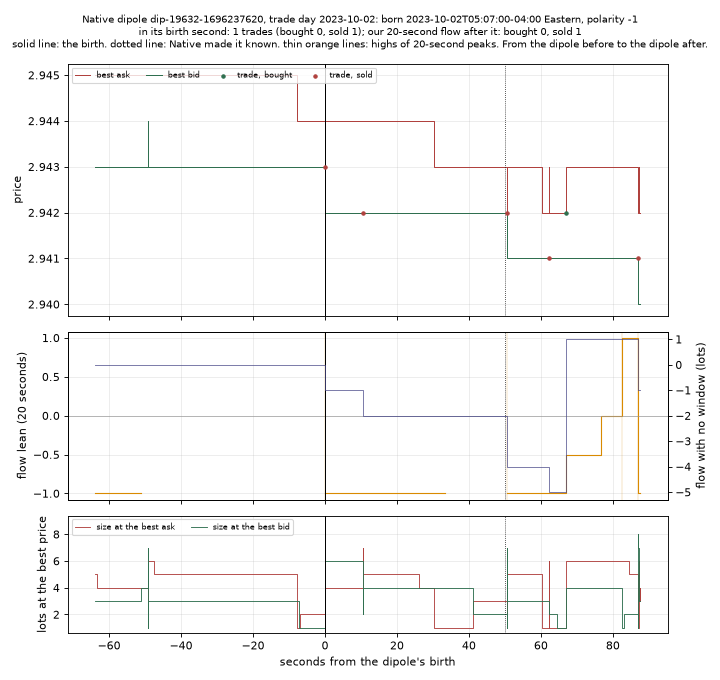 Native dipole dip-19632-1696237620, trade day 2023-10-02: born 2023-10-02T05:07:00-04:00 Eastern, polarity -1
in its birth second: 1 trades (bought 0, sold 1); our 20-second flow after it: bought 0, sold 1
solid line: the birth. dotted line: Native made it known. thin orange lines: highs of 20-second peaks. From the dipole before to the dipole after.
best ask
best bid
trade, bought
trade, sold
2.945
2.944
2.943
2.942
2.941
2.940
price
1.0
0.5
0.0
−0.5
−1.0
flow lean (20 seconds)
1
0
−1
−2
−3
−4
−5
flow with no window (lots)
size at the best ask
size at the best bid
8
6
4
2
lots at the best price
−60
−40
−20
0
20
40
60
80
seconds from the dipole's birth